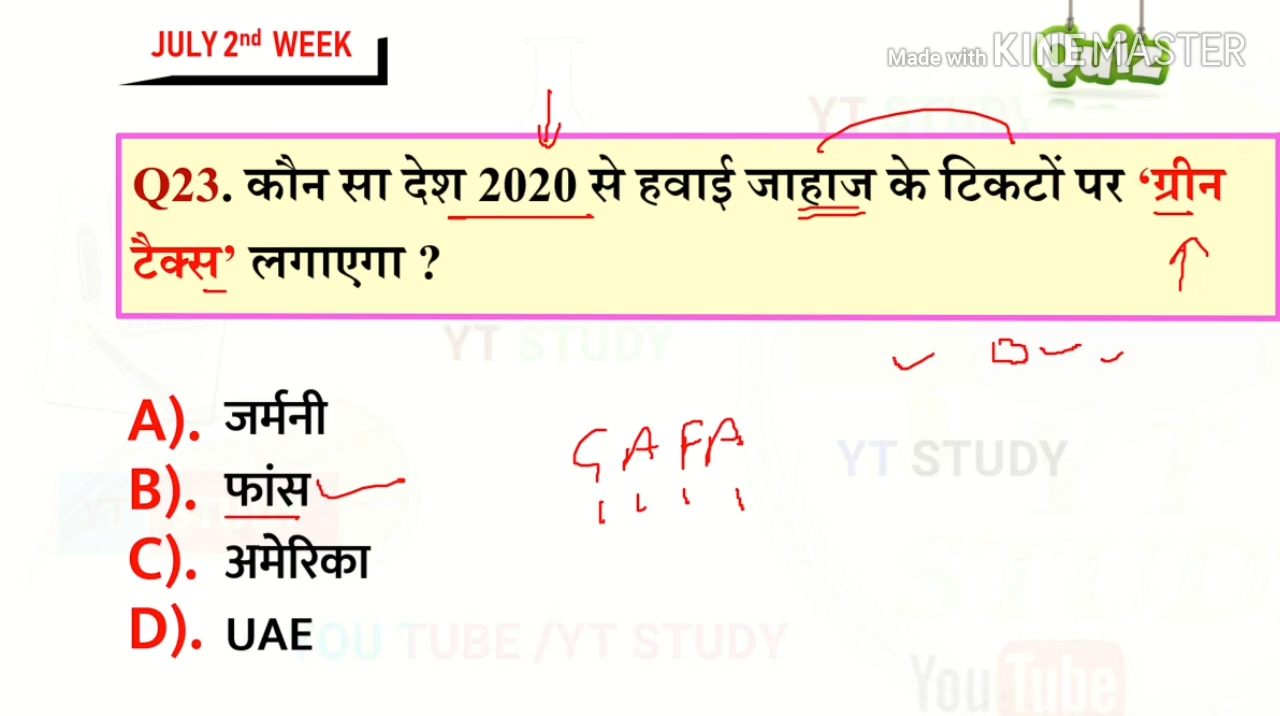 JULY 2nd WEEK
Made with KINEMASTER
Quiz
YT STUDY
Q23. कौन सा देश 2020 से हवाई जाहाज के टिकटों पर ‘ग्रीन
टैक्स’ लगाएगा ?
YT STUDY
A). जर्मनी
GAFA
YT STUDY
B). फांस
C). अमेरिका
D). UAE
YOU TUBE /YT STUDY
YouTube